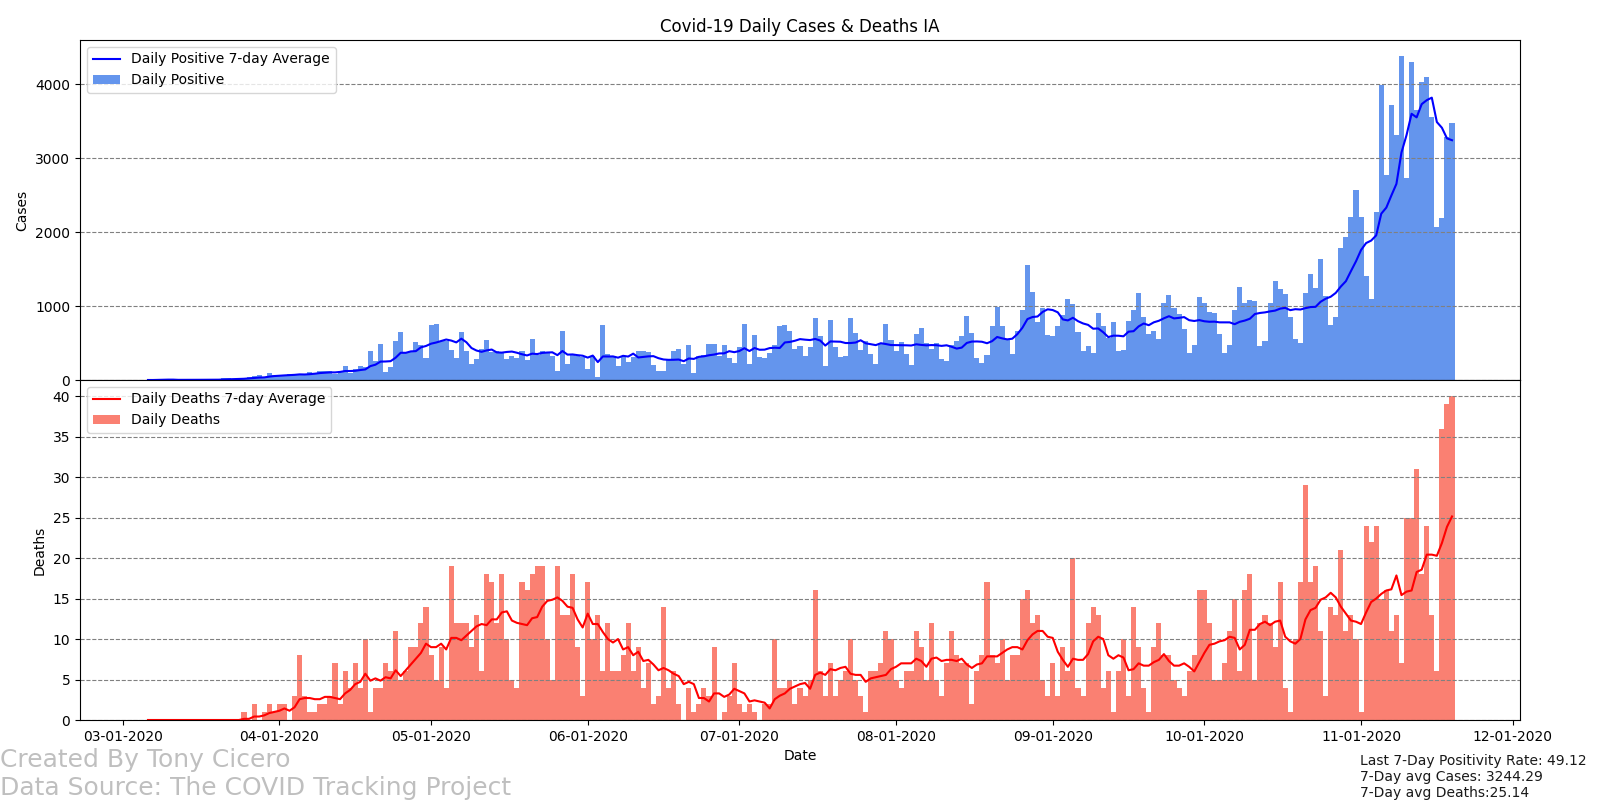 Covid-19 Daily Cases & Deaths IA
Daily Positive 7-day Average
Daily Positive
4000
3000
2000
1000
0
Cases
Daily Deaths 7-day Average
Daily Deaths
40
35
30
25
20
15
10
5
0
Deaths
03-01-2020 04-01-2020 05-01-2020 06-01-2020 07-01-2020 08-01-2020 09-01-2020 10-01-2020 11-01-2020 12-01-2020
Date
Created By Tony Cicero
Data Source: The COVID Tracking Project
Last 7-Day Positivity Rate: 49.12
7-Day avg Cases: 3244.29
7-Day avg Deaths:25.14